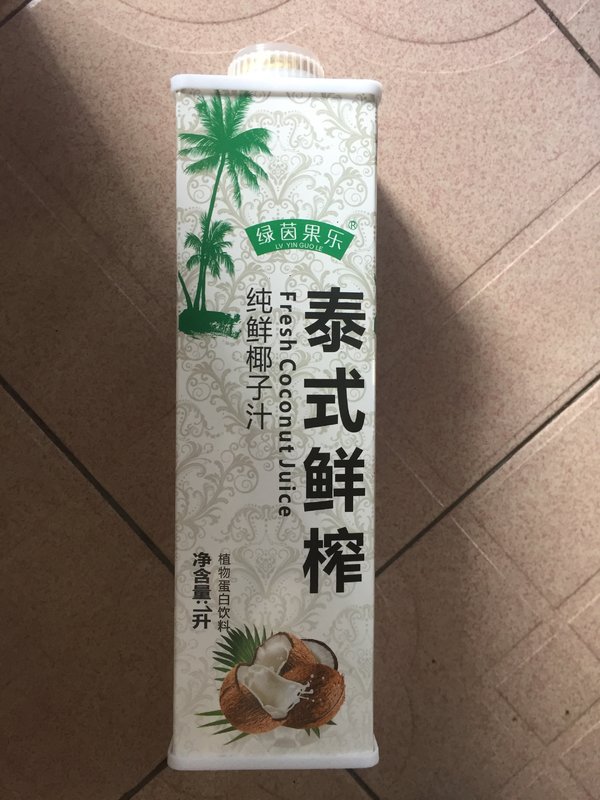 绿茵果乐®
LV YIN GUO LE
泰式鲜榨
Fresh Coconut Juice
纯鲜椰子汁
植物蛋白饮料
净含量:1升